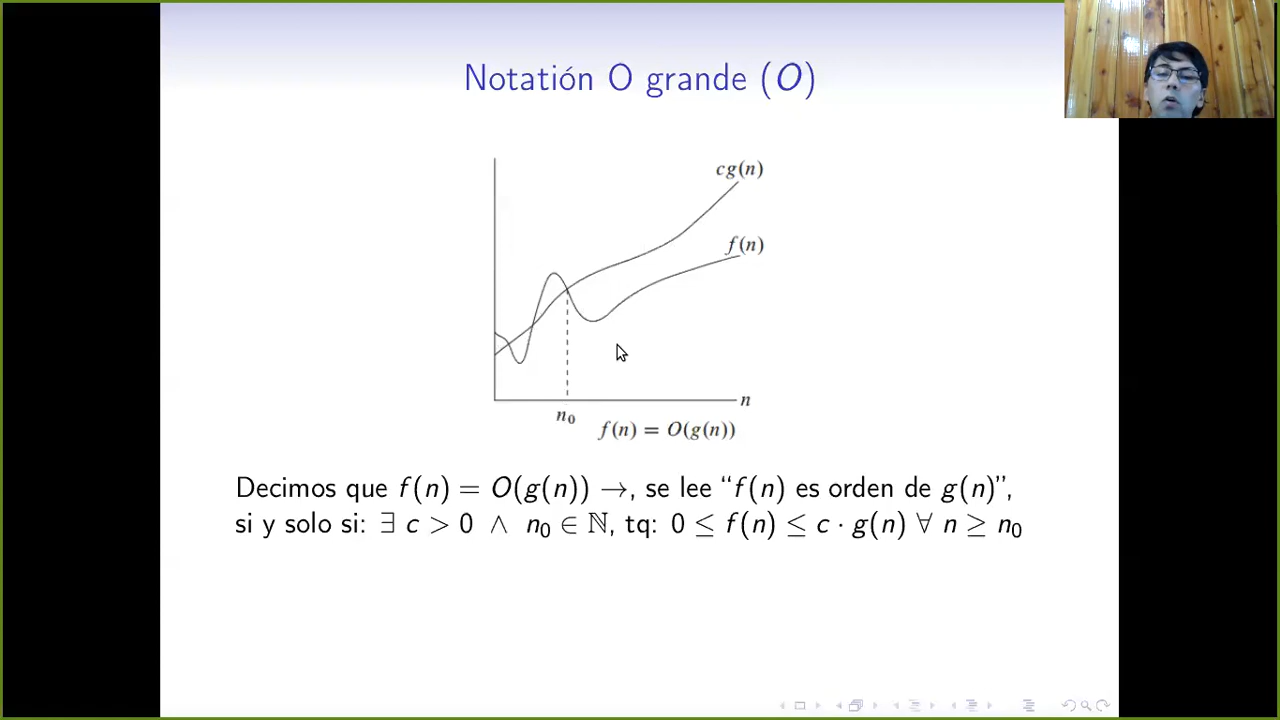 Notatión O grande (O)
cg(n)
f(n)
n
n₀
f(n) = O(g(n))
Decimos que f(n) = O(g(n)) →, se lee “f(n) es orden de g(n)”,
si y solo si: ∃ c > 0 ∧ n₀ ∈ ℕ, tq: 0 ≤ f(n) ≤ c · g(n) ∀ n ≥ n₀